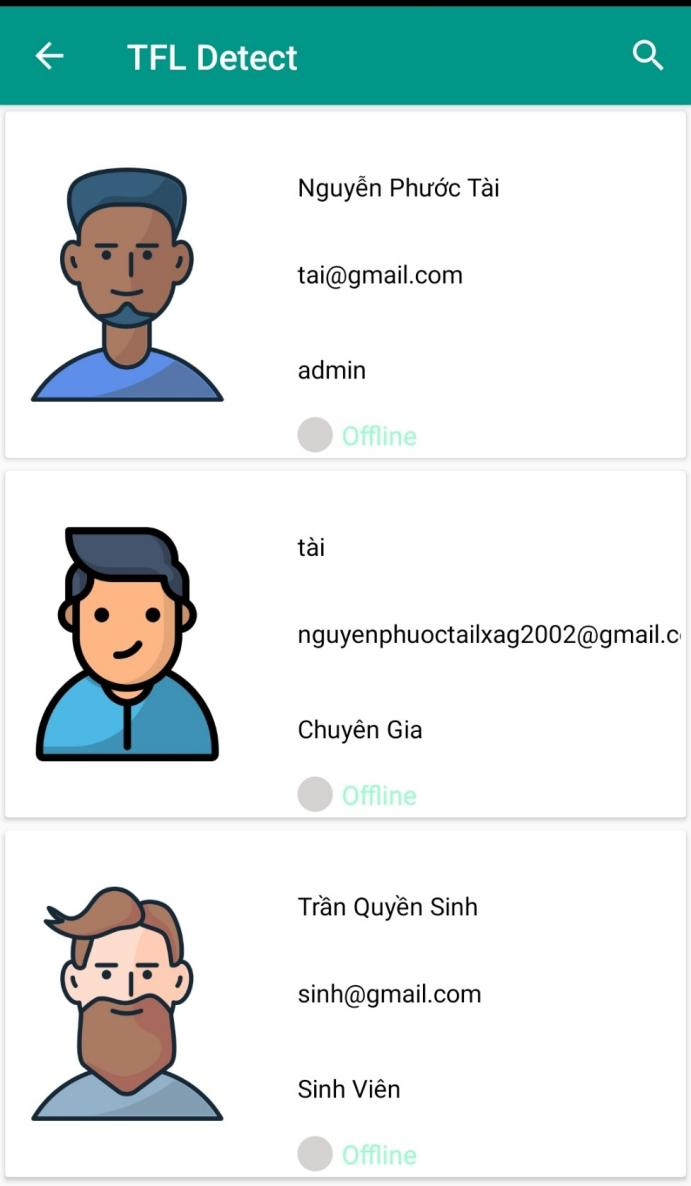 TFL Detect
Nguyễn Phước Tài
tai@gmail.com
admin
Offline
tài
nguyenphuoctailxag2002@gmail.c
Chuyên Gia
Offline
Trần Quyền Sinh
sinh@gmail.com
Sinh Viên
Offline